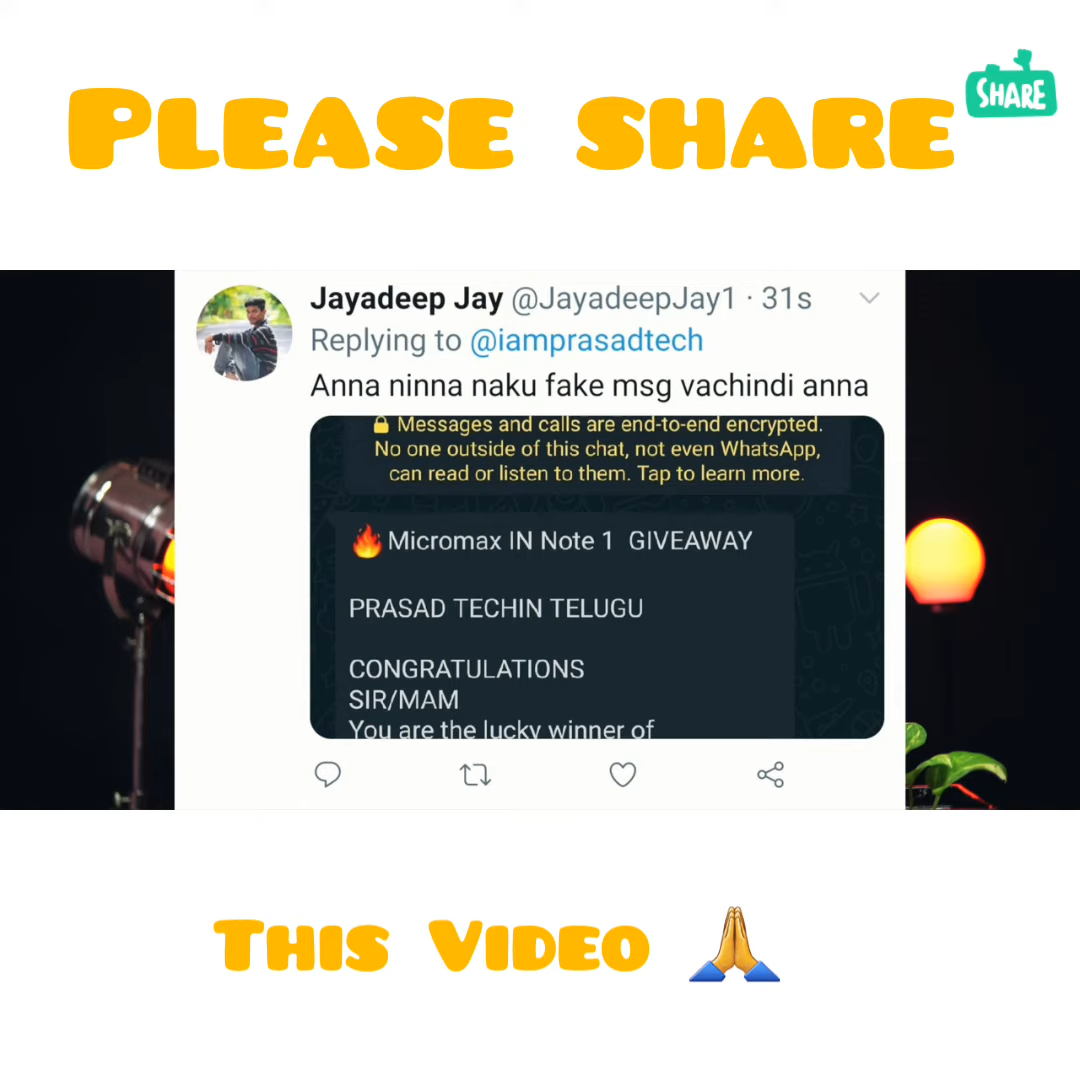 PLEASE SHARE
SHARE
Jayadeep Jay @JayadeepJay1 · 31s
Replying to @iamprasadtech
Anna ninna naku fake msg vachindi anna
Messages and calls are end-to-end encrypted.
No one outside of this chat, not even WhatsApp,
can read or listen to them. Tap to learn more.
🔥Micromax IN Note 1 GIVEAWAY
PRASAD TECHIN TELUGU
CONGRATULATIONS
SIR/MAM
You are the lucky winner of
THIS VIDEO 🙏